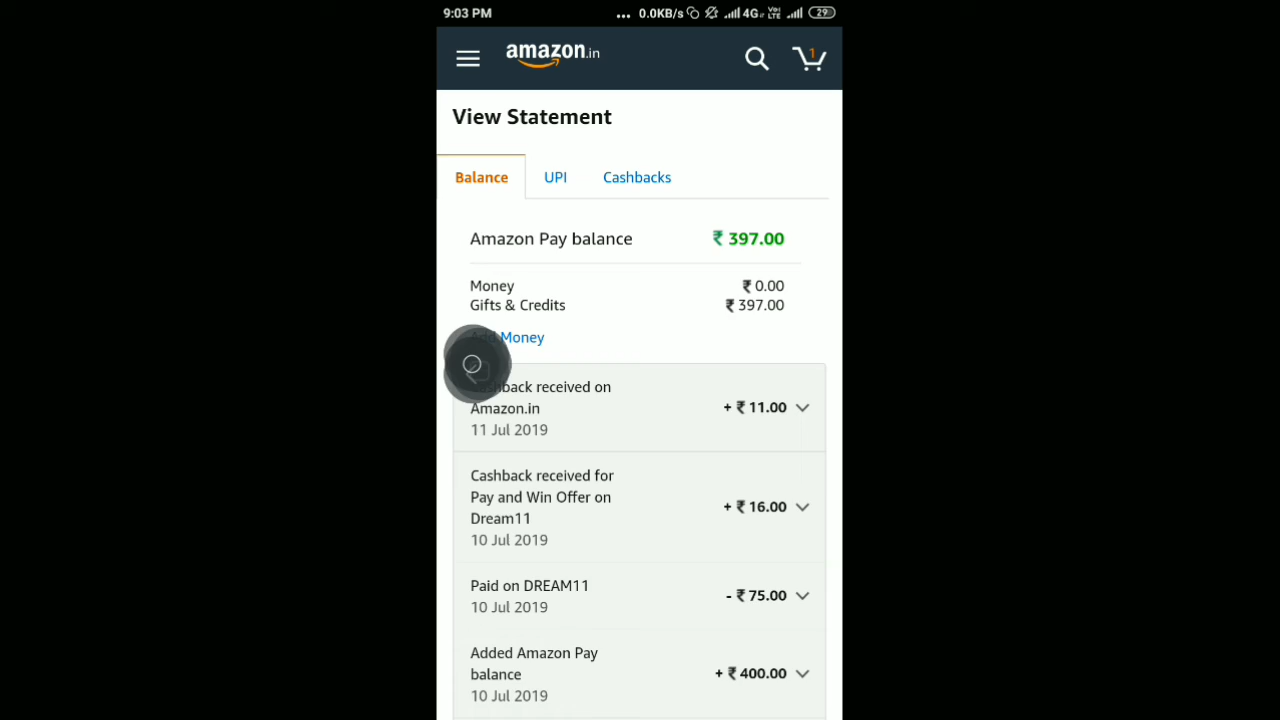 9:03 PM
... 0.0KB/s 4G Vo LTE 29
amazon.in
1
View Statement
Balance UPI Cashbacks
Amazon Pay balance ₹ 397.00
Money ₹ 0.00
Gifts & Credits ₹ 397.00
Money
received on
Amazon.in
11 Jul 2019
+ ₹ 11.00
Cashback received for
Pay and Win Offer on
Dream11
10 Jul 2019
+ ₹ 16.00
Paid on DREAM11
10 Jul 2019
- ₹ 75.00
Added Amazon Pay
balance
10 Jul 2019
+ ₹ 400.00